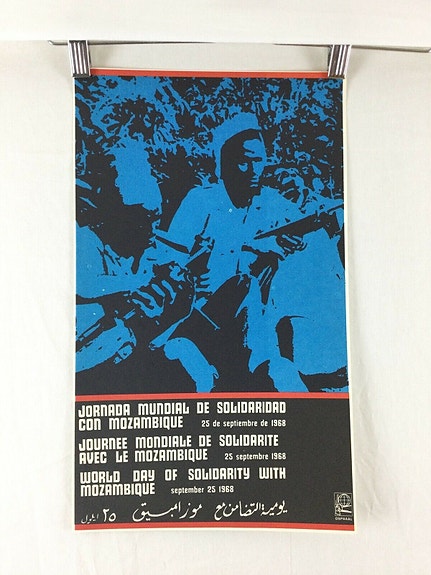 JORNADA MUNDIAL DE SOLIDARIDAD
CON MOZAMBIQUE 25 de septiembre de 1968
JOURNEE MONDIALE DE SOLIDARITE
AVEC LE MOZAMBIQUE 25 septembre 1968
WORLD DAY OF SOLIDARITY WITH
MOZAMBIQUE september 25 1968
يومية التضامن مع موزامبيق ٢٥ ايلول
OSPAAAL